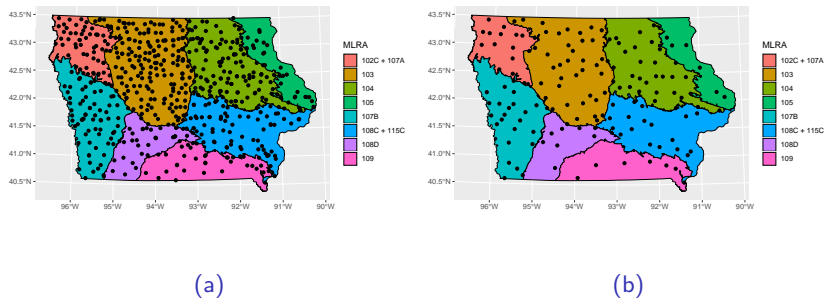 43.5°N
43.0°N
42.5°N
42.0°N
41.5°N
41.0°N
40.5°N
96°W 95°W 94°W 93°W 92°W 91°W 90°W
MLRA
102C + 107A
103
104
105
107B
108C + 115C
108D
109
(a)
43.5°N
43.0°N
42.5°N
42.0°N
41.5°N
41.0°N
40.5°N
96°W 95°W 94°W 93°W 92°W 91°W 90°W
MLRA
102C + 107A
103
104
105
107B
108C + 115C
108D
109
(b)